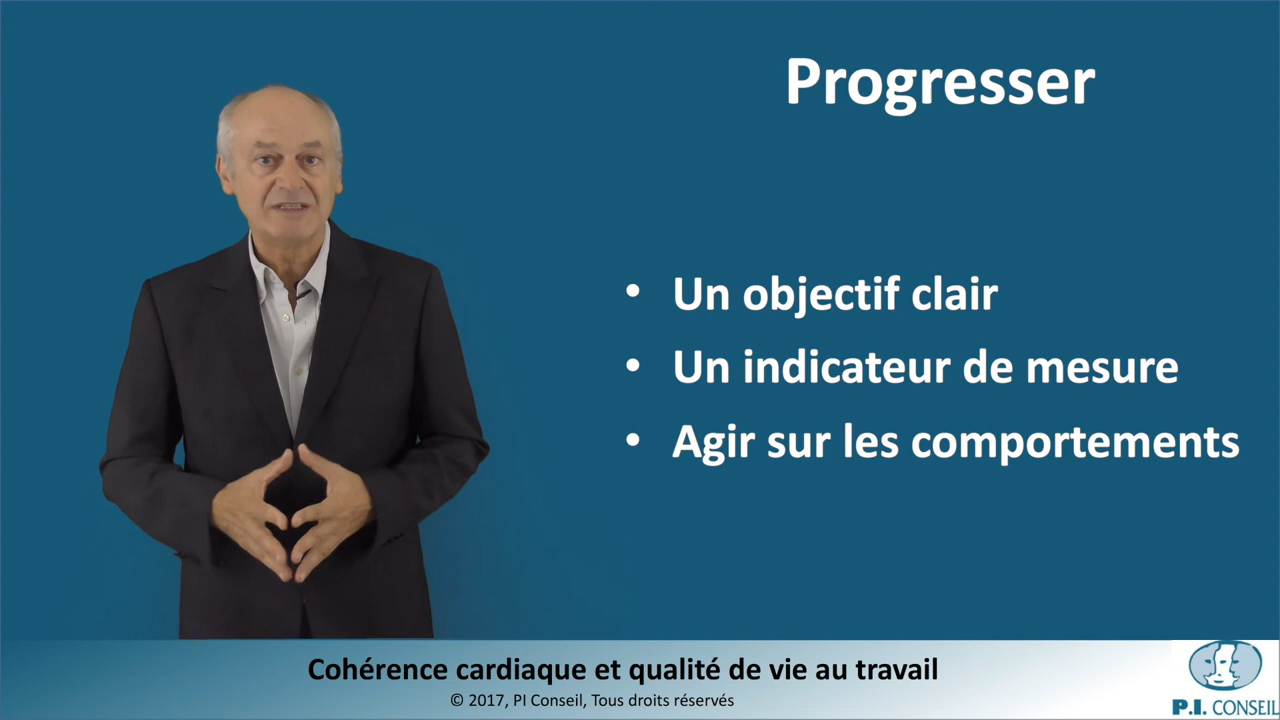 Progresser
• Un objectif clair
• Un indicateur de mesure
• Agir sur les comportements
Cohérence cardiaque et qualité de vie au travail
© 2017, PI Conseil, Tous droits réservés
P.I. CONSEIL